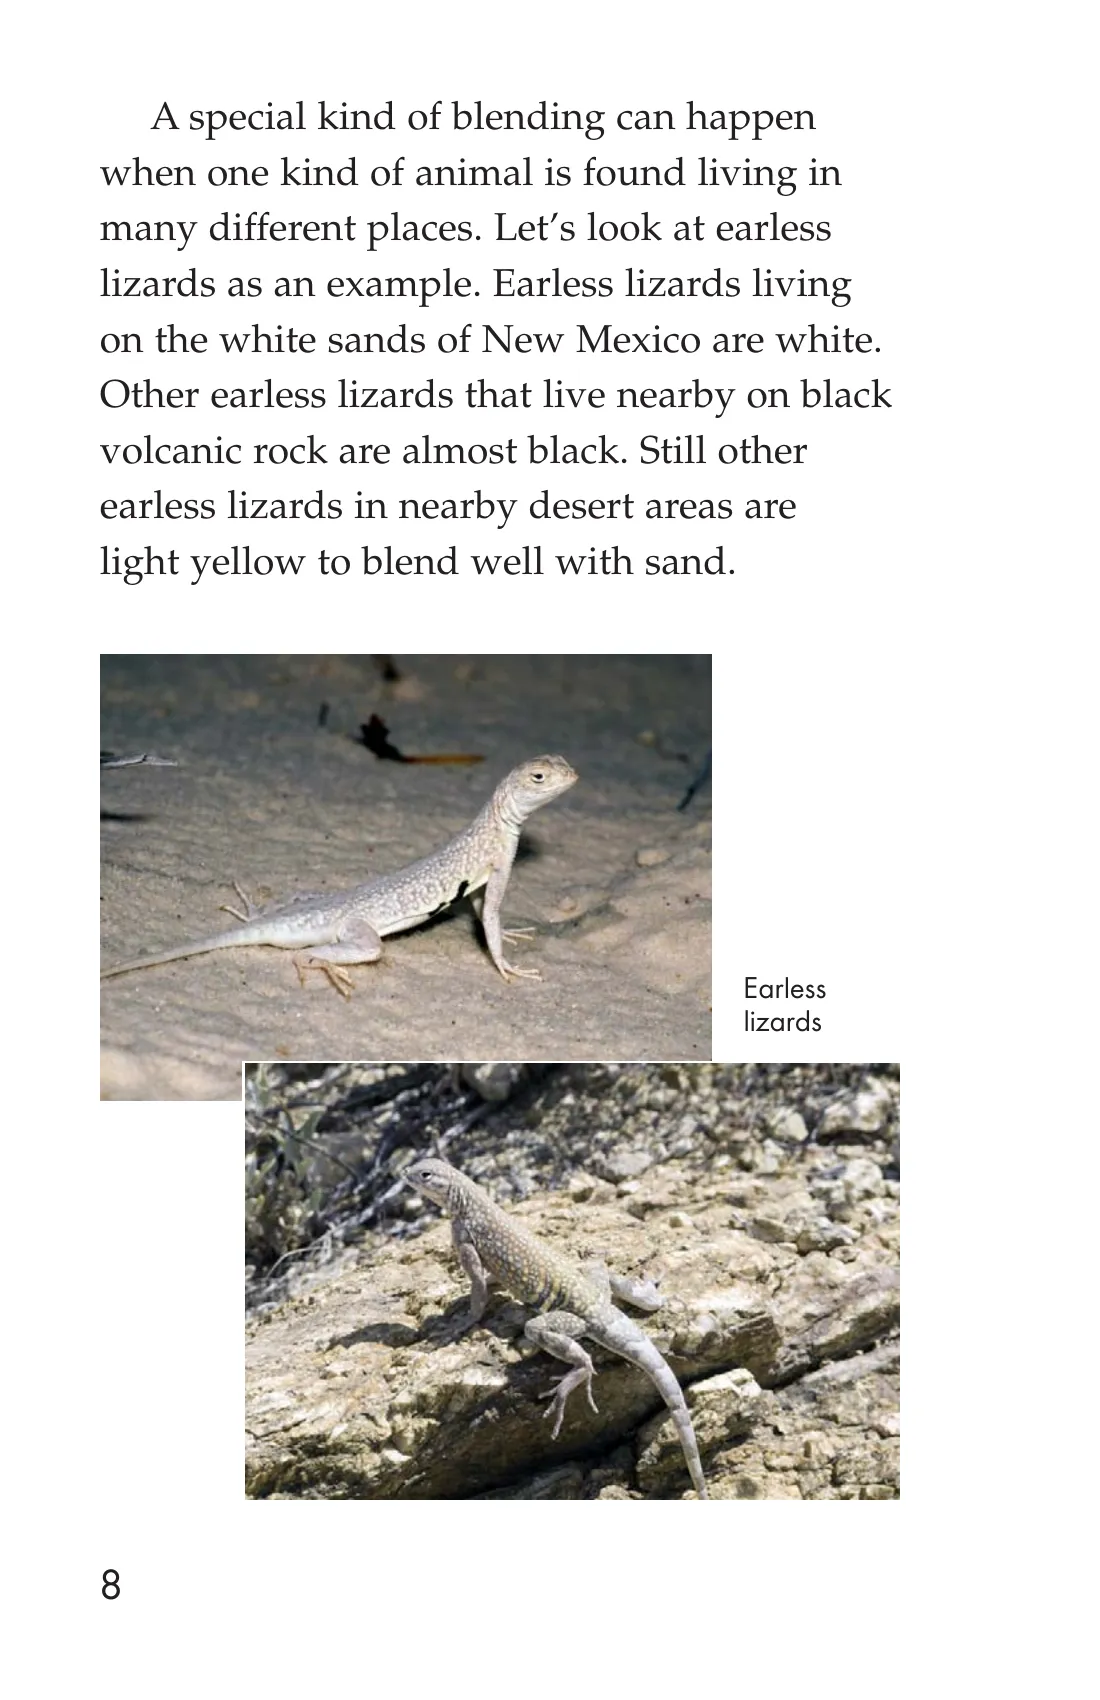 A special kind of blending can happen
when one kind of animal is found living in
many different places. Let’s look at earless
lizards as an example. Earless lizards living
on the white sands of New Mexico are white.
Other earless lizards that live nearby on black
volcanic rock are almost black. Still other
earless lizards in nearby desert areas are
light yellow to blend well with sand.
Earless
lizards
8